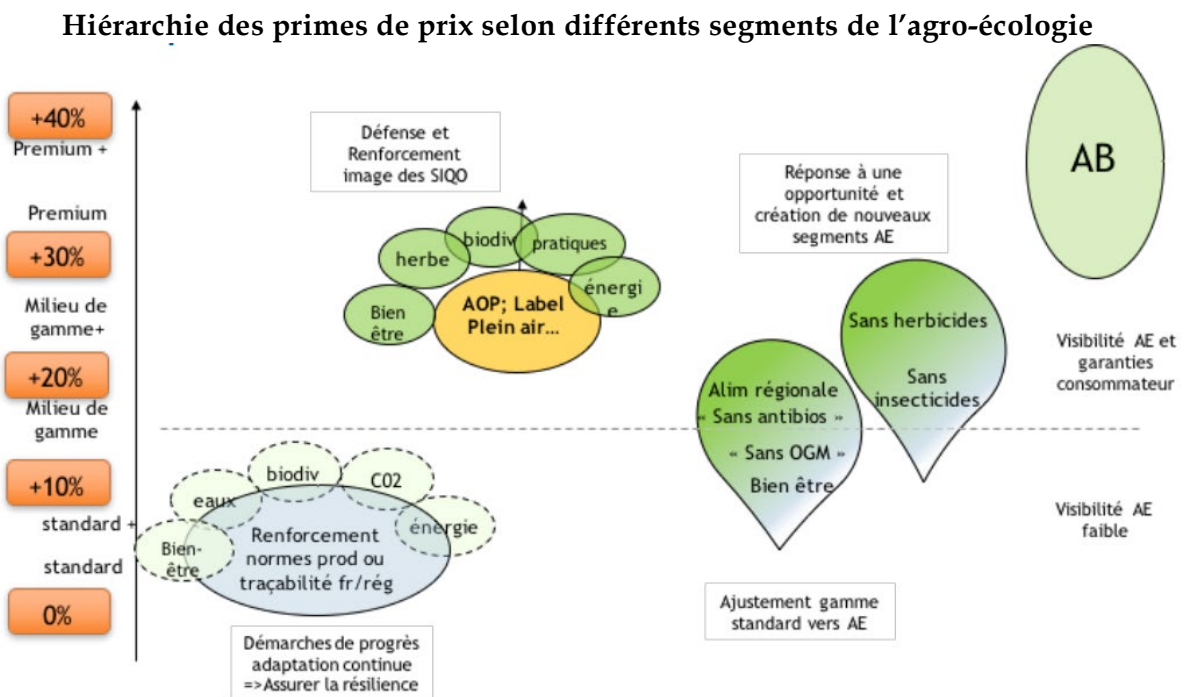 Hiérarchie des primes de prix selon différents segments de l’agro-écologie
+40%
Premium +
Premium
+30%
Milieu de
gamme+
+20%
Milieu de
gamme
+10%
standard +
standard
0%
Défense et
Renforcement
image des SIQO
Bien
être
herbe
biodiv
pratiques
énergi
e
AOP; Label
Plein air…
Bien-
être
eaux
biodiv
C02
énergie
Renforcement
normes prod ou
traçabilité fr/rég
Démarches de progrès
adaptation continue
=>Assurer la résilience
Réponse à une
opportunité et
création de nouveaux
segments AE
Alim régionale
« Sans antibios »
« Sans OGM »
Bien être
Sans herbicides
Sans
insecticides
Ajustement gamme
standard vers AE
AB
Visibilité AE et
garanties
consommateur
Visibilité AE
faible